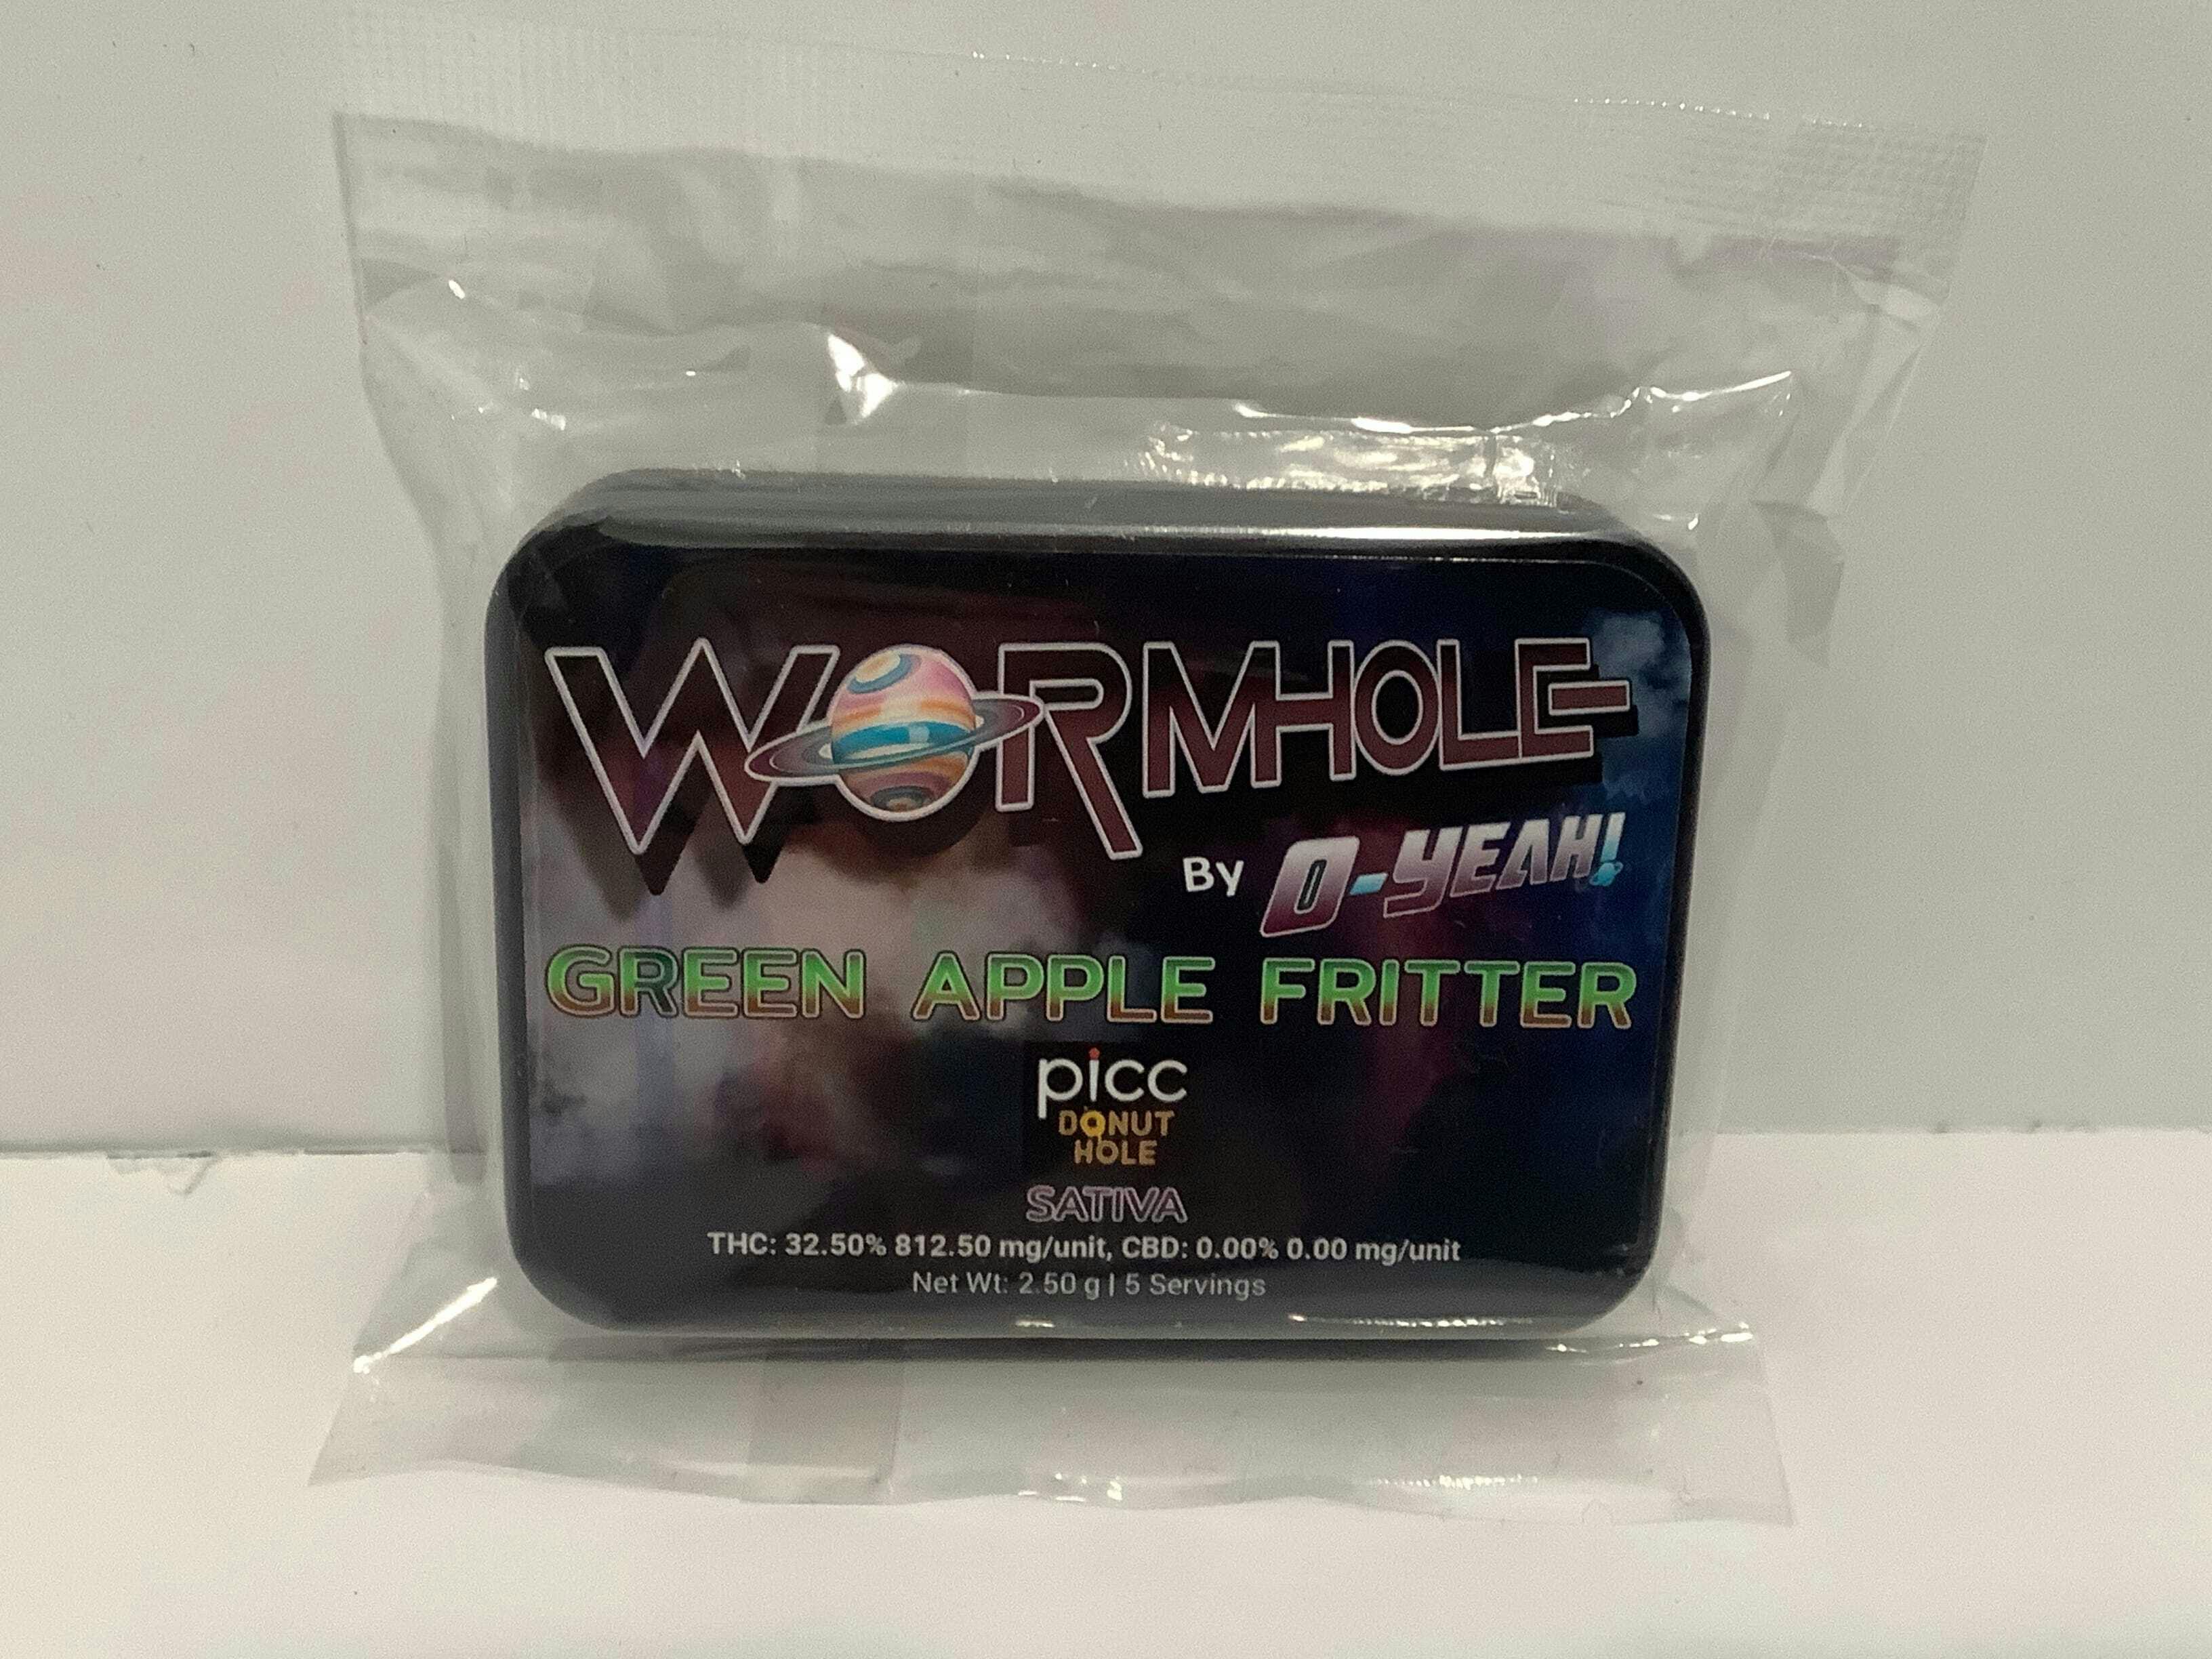 WORMHOLE
By O-YEAH!
GREEN APPLE FRITTER
picc
DONUT
HOLE
SATIVA
THC: 32.50% 812.50 mg/unit, CBD: 0.00% 0.00 mg/unit
Net Wt: 2.50 g | 5 Servings